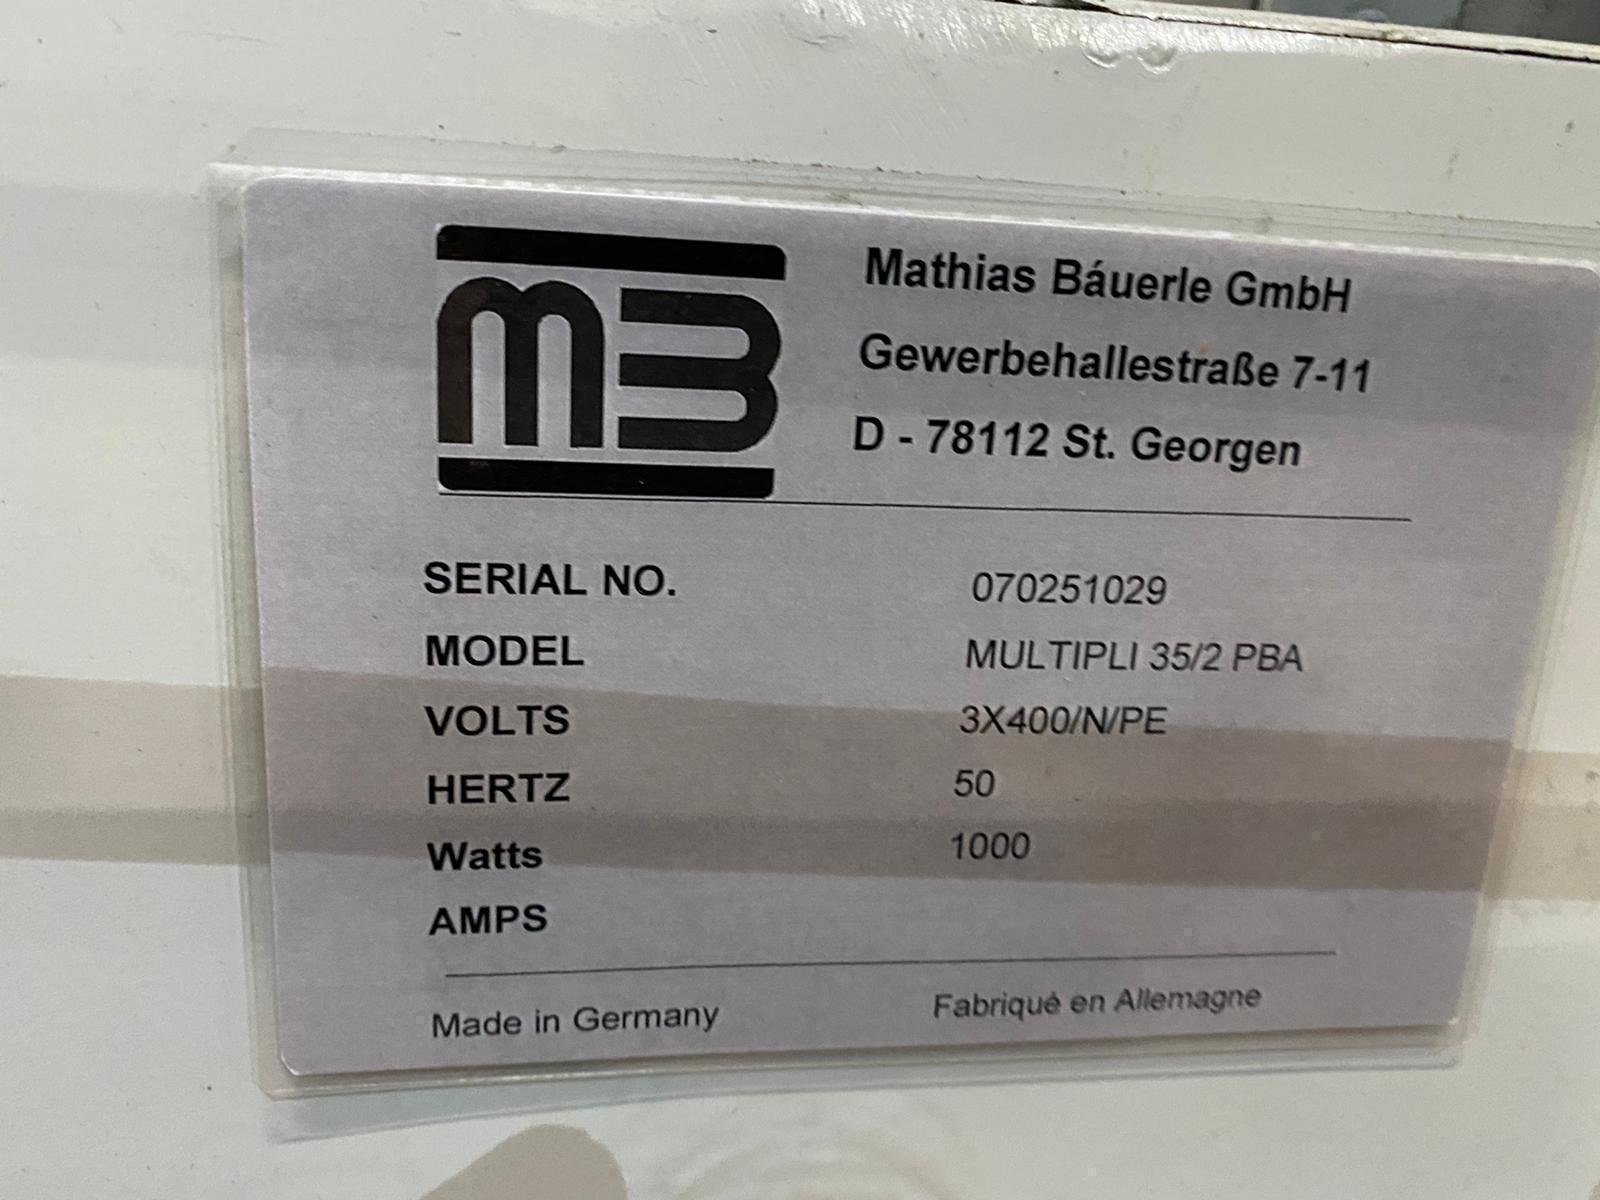 MB
Mathias Báuerle GmbH
Gewerbehallestraße 7-11
D - 78112 St. Georgen
SERIAL NO. 070251029
MODEL MULTIPLI 35/2 PBA
VOLTS 3X400/N/PE
HERTZ 50
Watts 1000
AMPS
Made in Germany Fabriqué en Allemagne